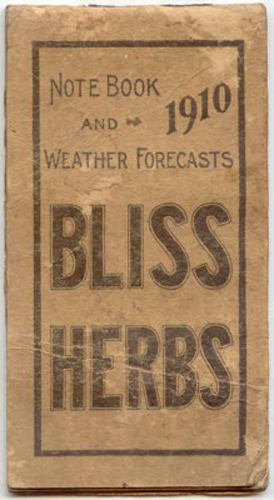 NOTE BOOK
1910
AND
WEATHER FORECASTS
BLISS
HERBS